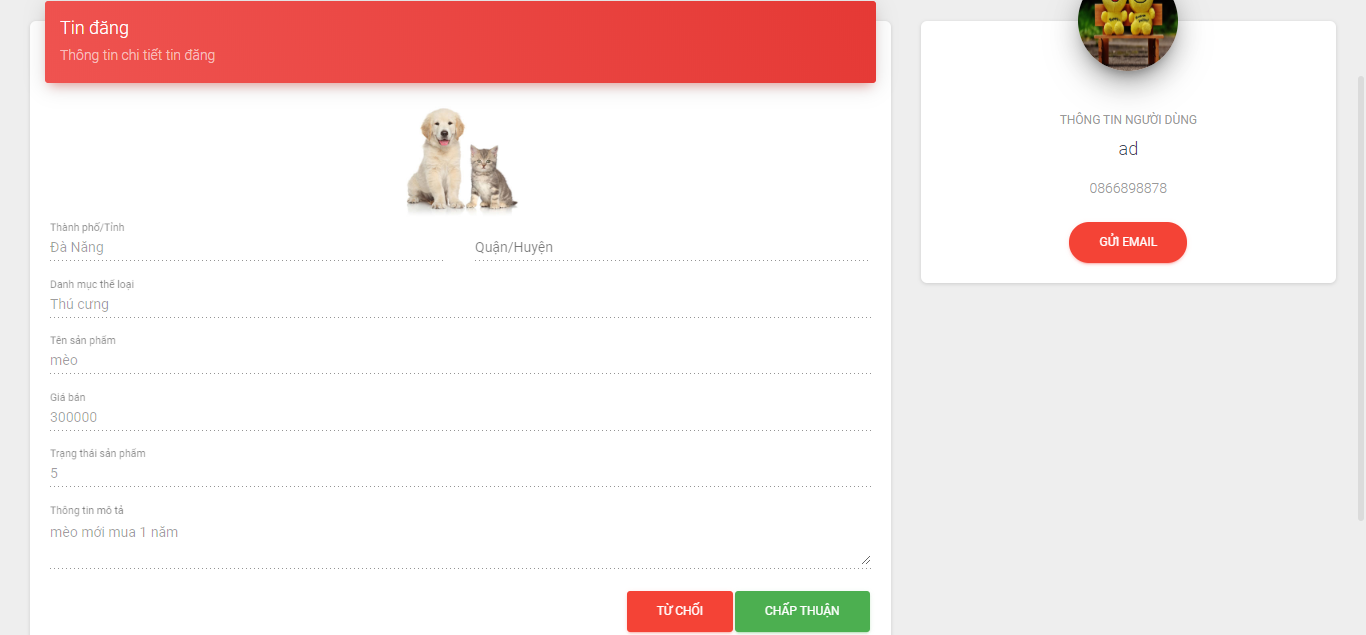 Tin đăng
Thông tin chi tiết tin đăng
Thành phố/Tỉnh
Đà Năng
Quận/Huyện
Danh mục thể loại
Thú cưng
Tên sản phẩm
mèo
Giá bán
300000
Trạng thái sản phẩm
5
Thông tin mô tả
mèo mới mua 1 năm
TỪ CHỐI
CHẤP THUẬN
THÔNG TIN NGƯỜI DÙNG
ad
0866898878
GỬI EMAIL